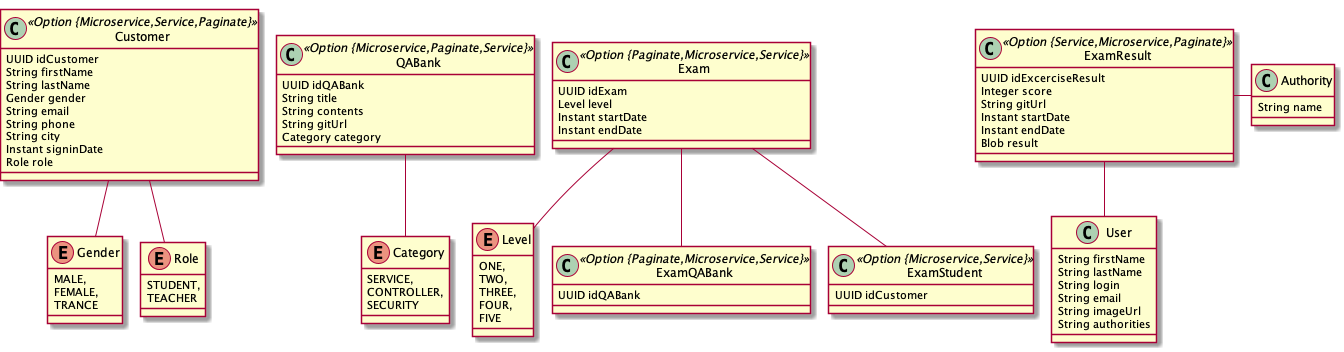 C «Option {Microservice,Service,Paginate}»
Customer
UUID idCustomer
String firstName
String lastName
Gender gender
String email
String phone
String city
Instant signinDate
Role role
C «Option {Microservice,Paginate,Service}»
QABank
UUID idQABank
String title
String contents
String gitUrl
Category category
C «Option {Paginate,Microservice,Service}»
Exam
UUID idExam
Level level
Instant startDate
Instant endDate
C «Option {Service,Microservice,Paginate}»
ExamResult
UUID idExcerciseResult
Integer score
String gitUrl
Instant startDate
Instant endDate
Blob result
C Authority
String name
E Gender
MALE,
FEMALE,
TRANCE
E Role
STUDENT,
TEACHER
E Category
SERVICE,
CONTROLLER,
SECURITY
E Level
ONE,
TWO,
THREE,
FOUR,
FIVE
C «Option {Paginate,Microservice,Service}»
ExamQABank
UUID idQABank
C «Option {Microservice,Service}»
ExamStudent
UUID idCustomer
C User
String firstName
String lastName
String login
String email
String imageUrl
String authorities